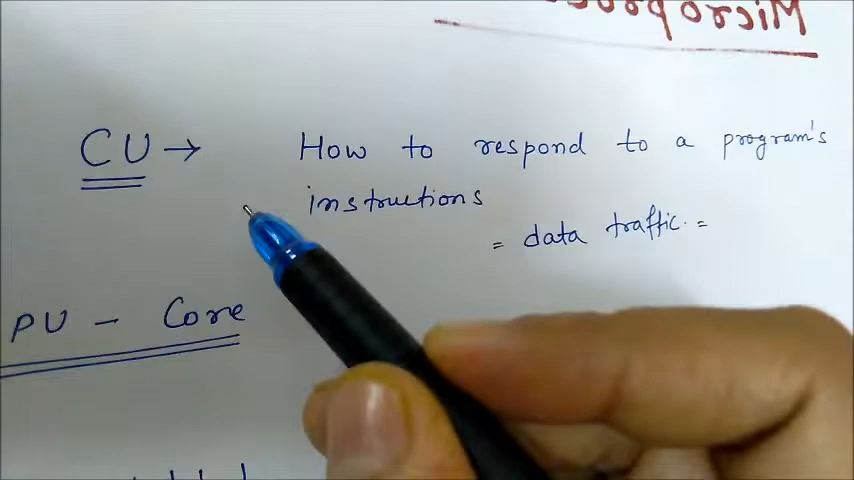 CU → How to respond to a program's
instructions
= data traffic. =
PU - Core